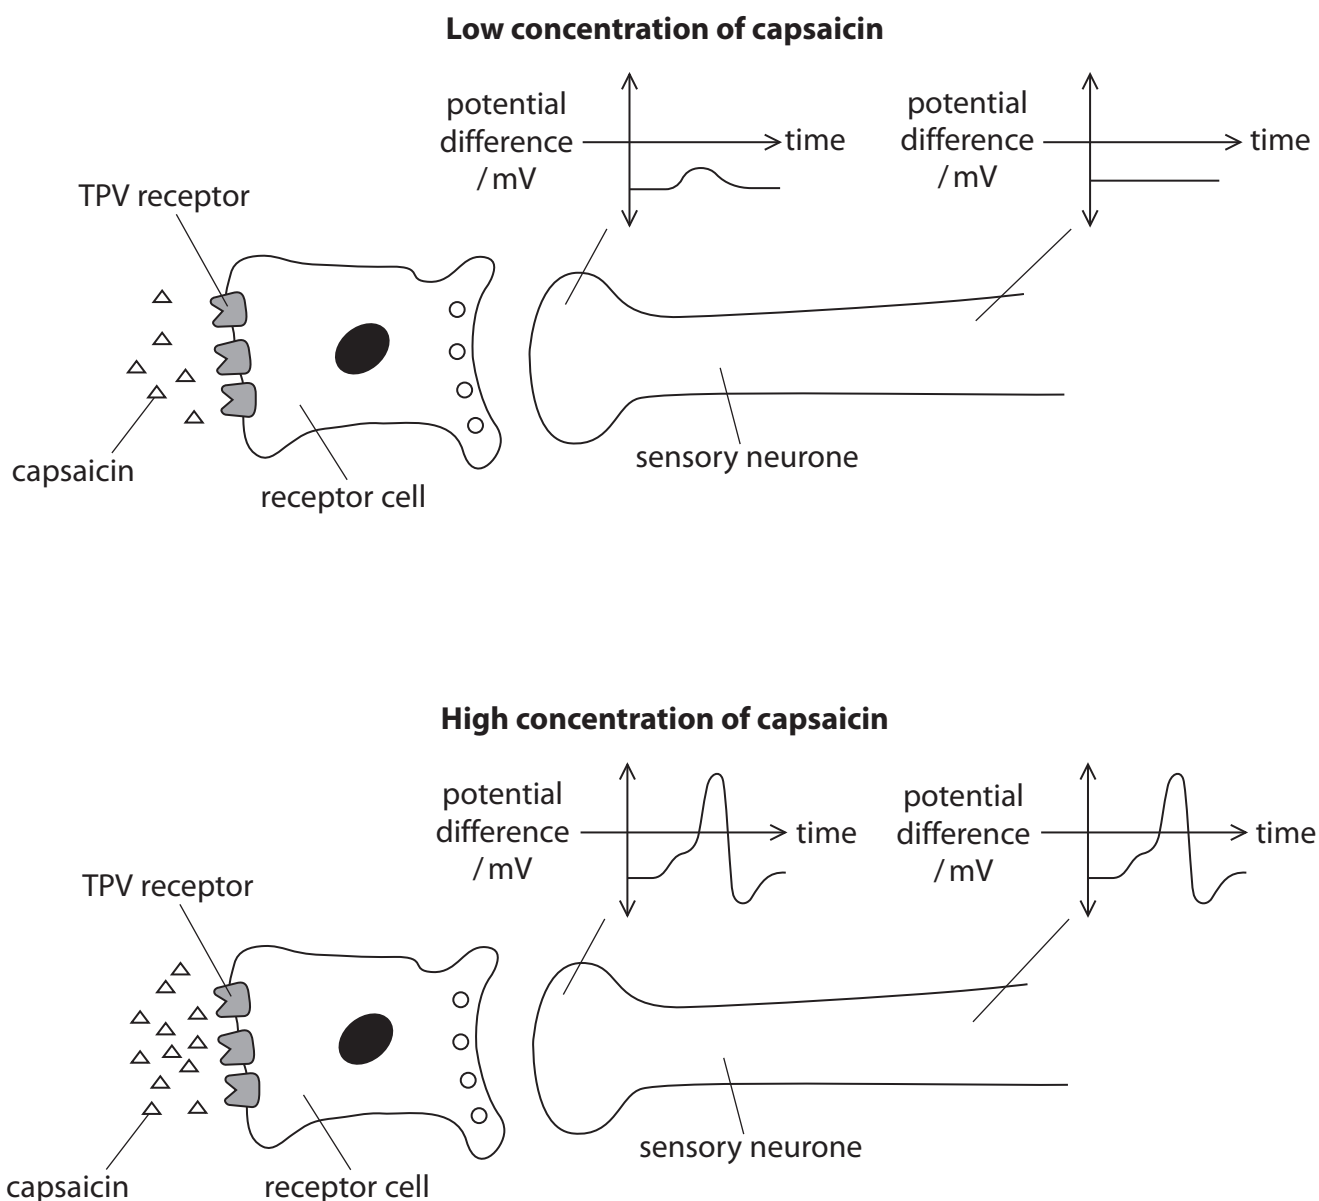 Low concentration of capsaicin
potential
difference
/ mV
time
potential
difference
/ mV
time
TPV receptor
capsaicin
receptor cell
sensory neurone
High concentration of capsaicin
potential
difference
/ mV
time
potential
difference
/ mV
time
TPV receptor
capsaicin
receptor cell
sensory neurone